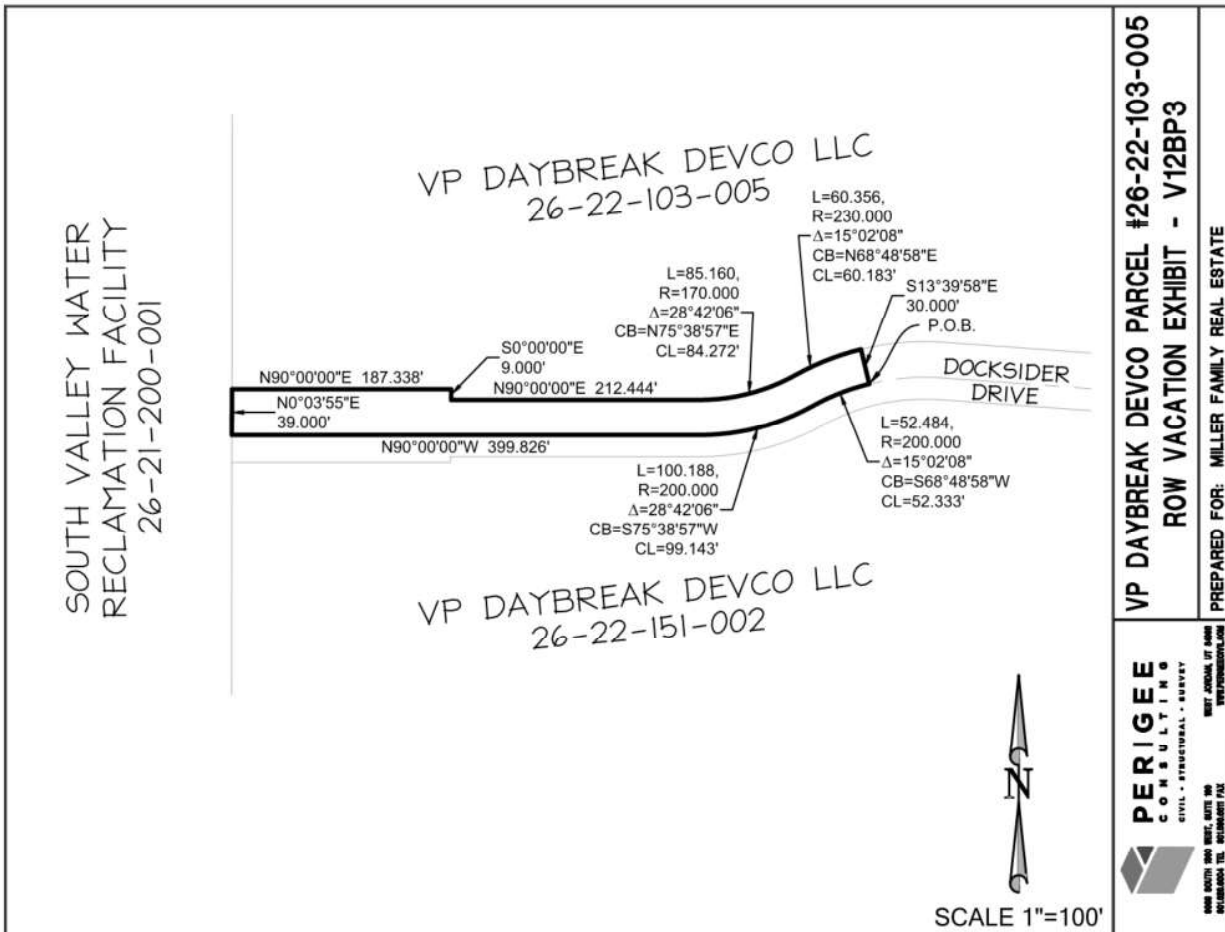 VP DAYBREAK DEVCO LLC
26-22-103-005
L=60.356,
R=230.000
Δ=15°02'08"
CB=N68°48'58"E
CL=60.183'
L=85.160,
R=170.000
Δ=28°42'06"
CB=N75°38'57"E
CL=84.272'
S13°39'58"E
30.000'
P.O.B.
SOUTH VALLEY WATER
RECLAMATION FACILITY
26-21-200-001
S0°00'00"E
9.000'
N90°00'00"E 187.338'
N90°00'00"E 212.444'
DOCKSIDER
DRIVE
N0°03'55"E
39.000'
N90°00'00"W 399.826'
L=52.484,
R=200.000
Δ=15°02'08"
CB=S68°48'58"W
CL=52.333'
L=100.188,
R=200.000
Δ=28°42'06"
CB=S75°38'57"W
CL=99.143'
VP DAYBREAK DEVCO LLC
26-22-151-002
N
SCALE 1"=100'
VP DAYBREAK DEVCO PARCEL #26-22-103-005
ROW VACATION EXHIBIT - V12BP3
PREPARED FOR: MILLER FAMILY REAL ESTATE
PERIGEE
CONSULTING
CIVIL • STRUCTURAL • SURVEY
WEST JORDAN, UT